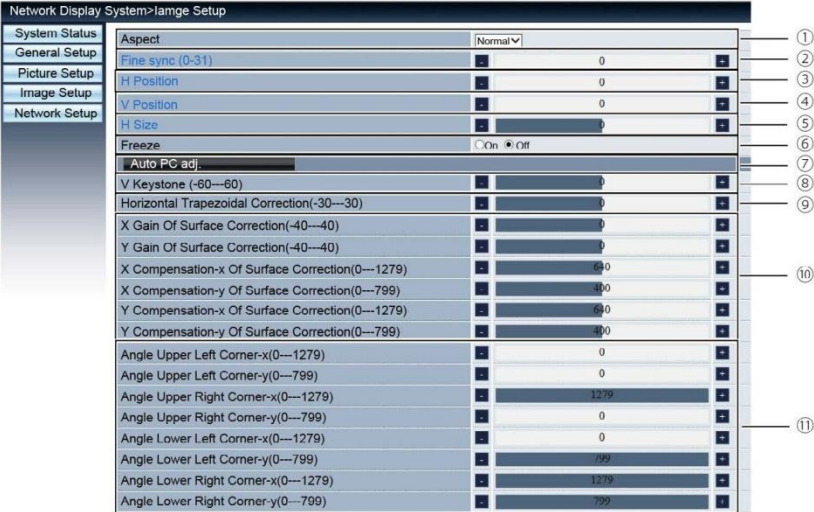 Network Display System>Iamge Setup
System Status
General Setup
Picture Setup
Image Setup
Network Setup
Aspect Normal ①
Fine sync (0-31) - 0 + ②
H Position - 0 + ③
V Position - 0 + ④
H Size - 0 + ⑤
Freeze On Off ⑥
Auto PC adj. ⑦
V Keystone (-60---60) - 0 + ⑧
Horizontal Trapezoidal Correction(-30---30) - 0 + ⑨
X Gain Of Surface Correction(-40---40) - 0 +
Y Gain Of Surface Correction(-40---40) - 0 +
X Compensation-x Of Surface Correction(0---1279) - 640 + ⑩
X Compensation-y Of Surface Correction(0---799) - 400 +
Y Compensation-x Of Surface Correction(0---1279) - 640 +
Y Compensation-y Of Surface Correction(0---799) - 400 +
Angle Upper Left Corner-x(0---1279) - 0 +
Angle Upper Left Corner-y(0---799) - 0 +
Angle Upper Right Corner-x(0---1279) - 1279 +
Angle Upper Right Corner-y(0---799) - 0 + ⑪
Angle Lower Left Corner-x(0---1279) - 0 +
Angle Lower Left Corner-y(0---799) - 799 +
Angle Lower Right Corner-x(0---1279) - 1279 +
Angle Lower Right Corner-y(0---799) - 799 +